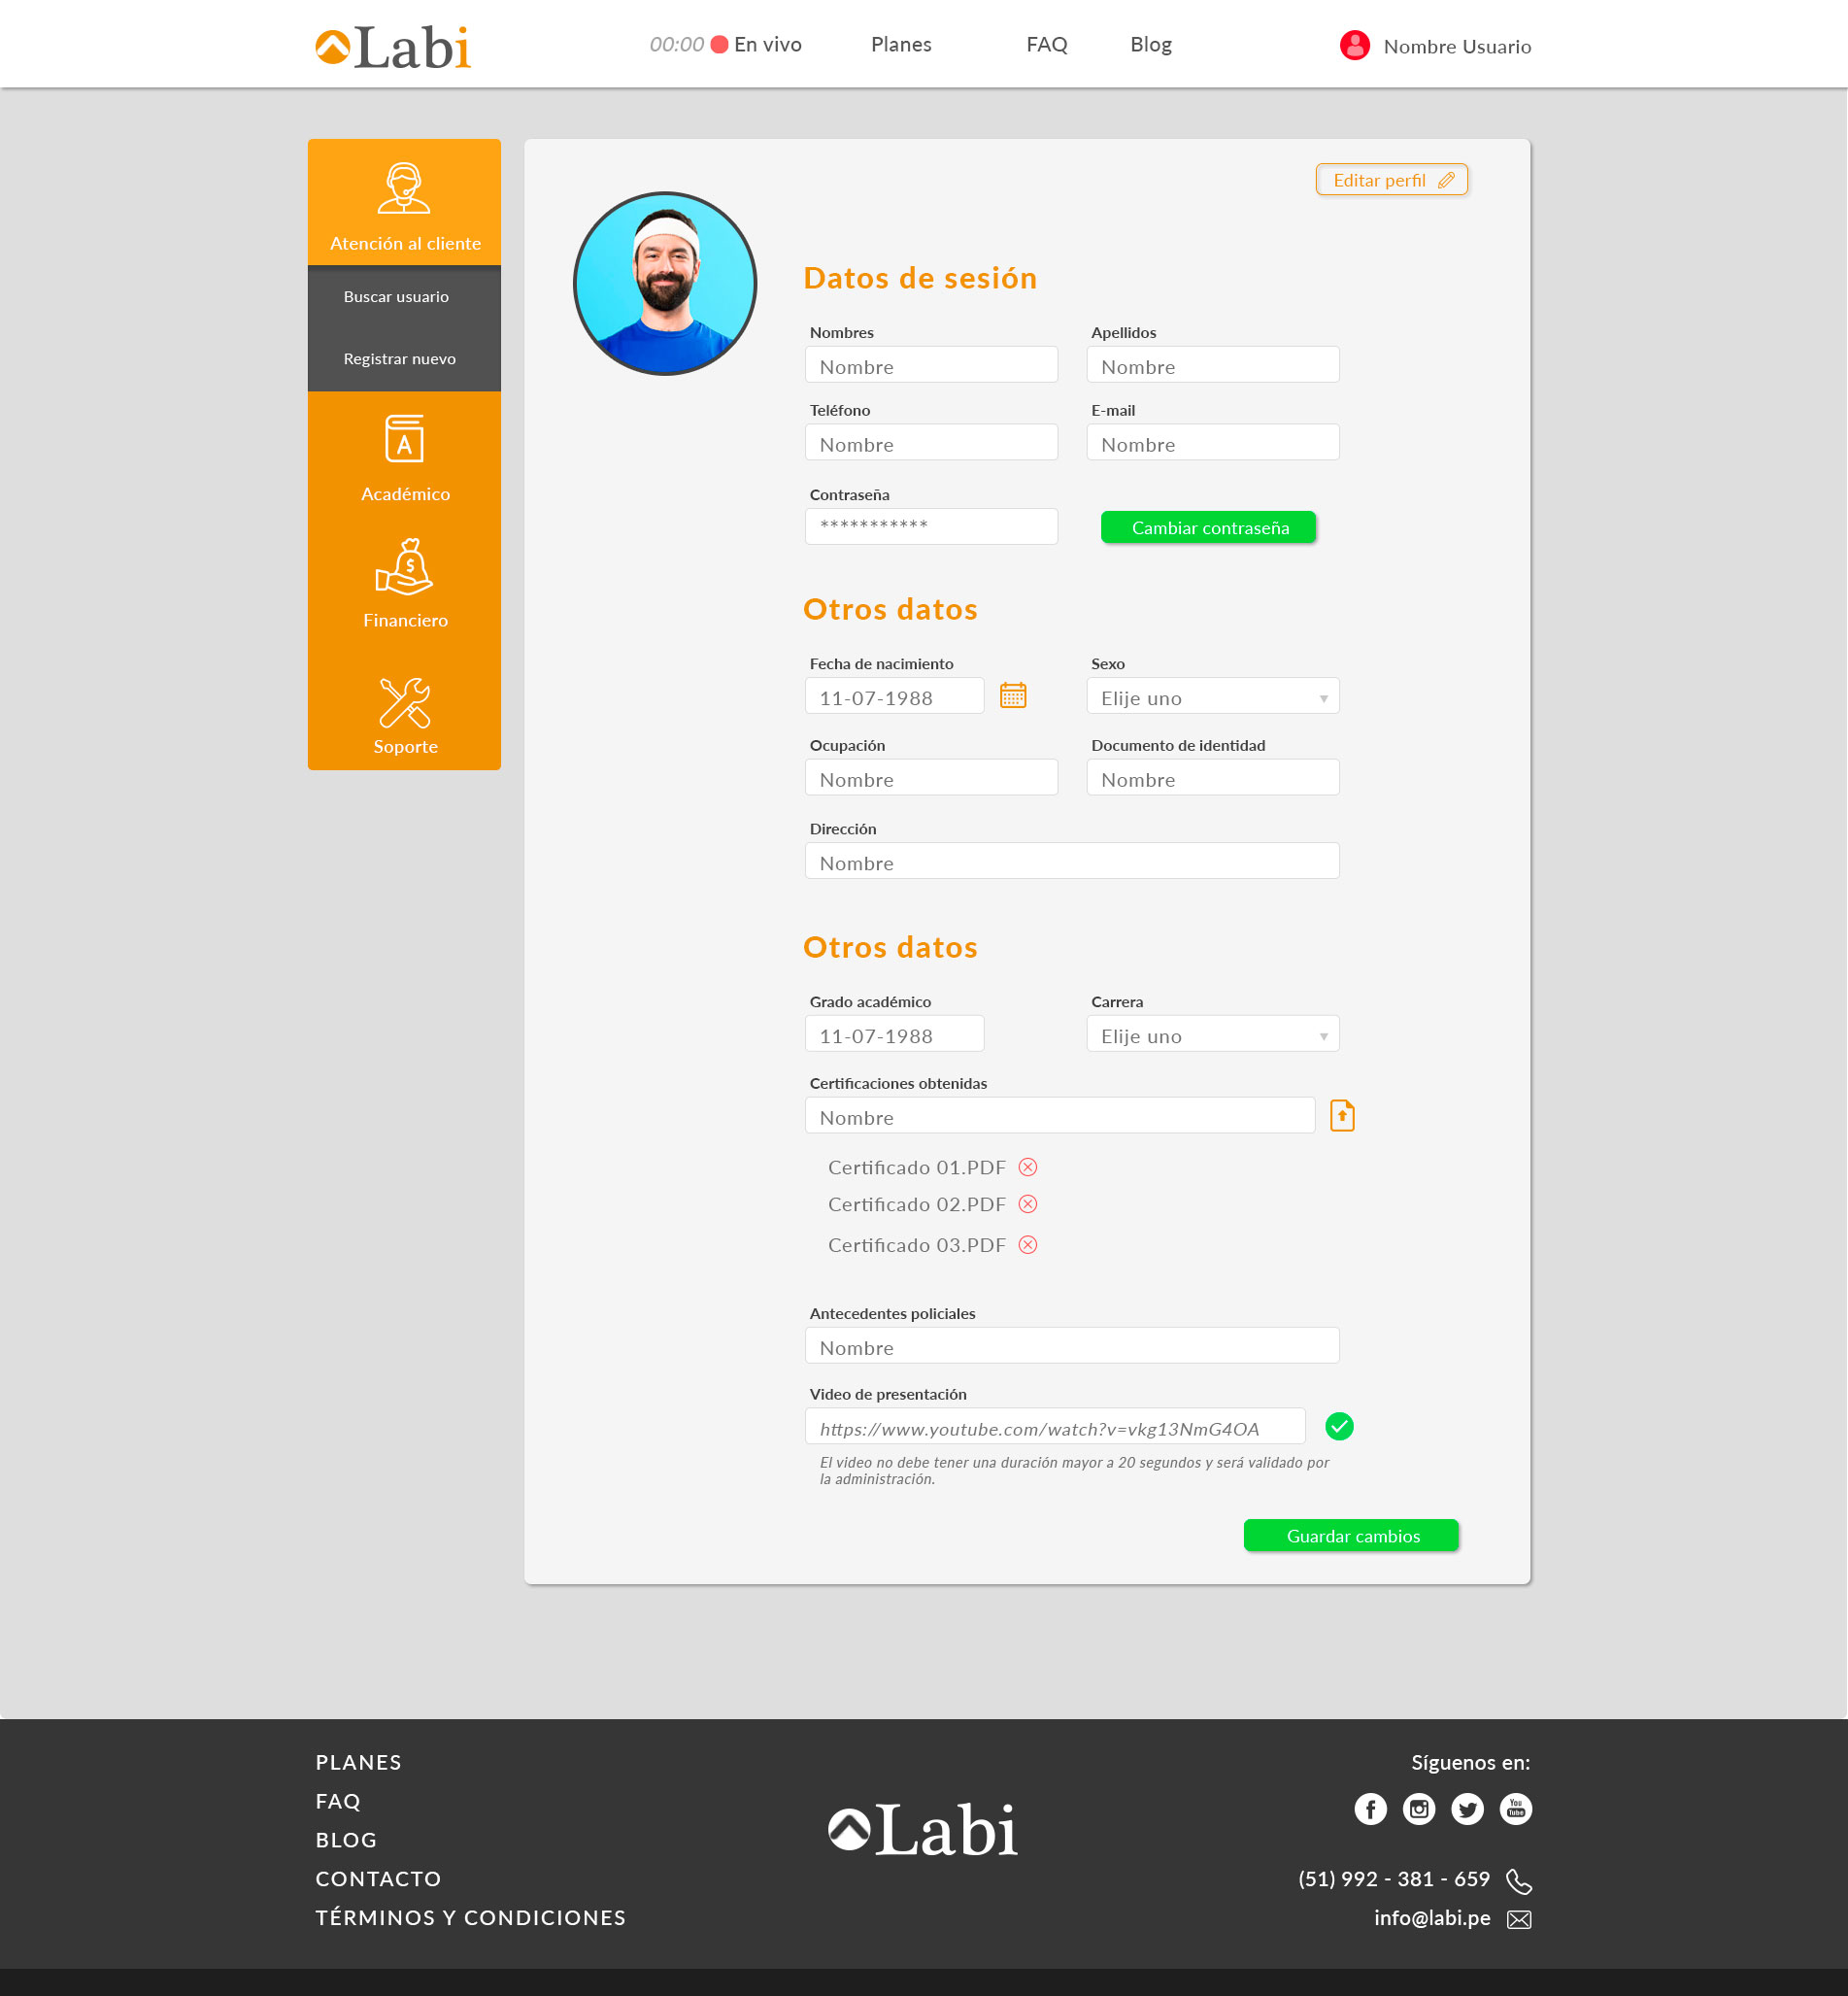 Labi
00:00 En vivo
Planes
FAQ
Blog
Nombre Usuario
Atención al cliente
Buscar usuario
Registrar nuevo
A
Académico
$
Financiero
Soporte
Editar perfil
Datos de sesión
Nombres
Apellidos
Nombre
Nombre
Teléfono
E-mail
Nombre
Nombre
Contraseña
***********
Cambiar contraseña
Otros datos
Fecha de nacimiento
Sexo
11-07-1988
Elije uno
Ocupación
Documento de identidad
Nombre
Nombre
Dirección
Nombre
Otros datos
Grado académico
Carrera
11-07-1988
Elije uno
Certificaciones obtenidas
Nombre
Certificado 01.PDF
Certificado 02.PDF
Certificado 03.PDF
Antecedentes policiales
Nombre
Video de presentación
https://www.youtube.com/watch?v=vkg13NmG4OA
El video no debe tener una duración mayor a 20 segundos y será validado por
la administración.
Guardar cambios
PLANES
FAQ
BLOG
CONTACTO
TÉRMINOS Y CONDICIONES
Labi
Síguenos en:
You
Tube
(51) 992 - 381 - 659
info@labi.pe